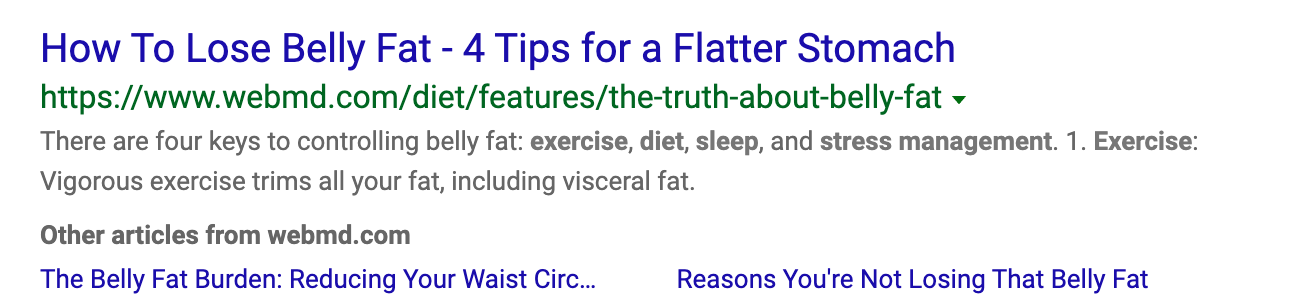 How To Lose Belly Fat - 4 Tips for a Flatter Stomach
https://www.webmd.com/diet/features/the-truth-about-belly-fat
There are four keys to controlling belly fat: exercise, diet, sleep, and stress management. 1. Exercise:
Vigorous exercise trims all your fat, including visceral fat.
Other articles from webmd.com
The Belly Fat Burden: Reducing Your Waist Circ...
Reasons You're Not Losing That Belly Fat